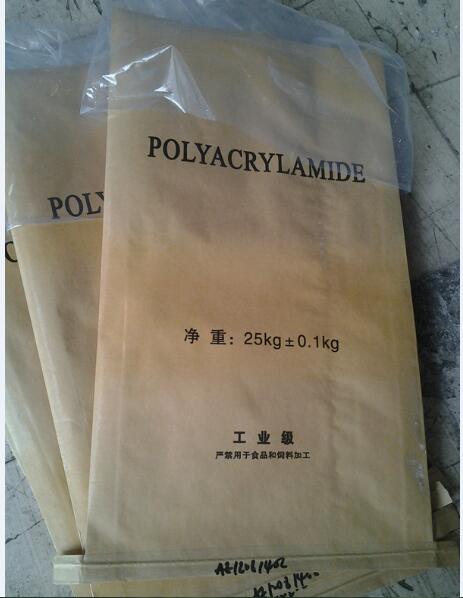 POLYACRYLAMIDE
POLY
净 重: 25kg±0.1kg
工 业 级
严禁用于食品和饲料加工